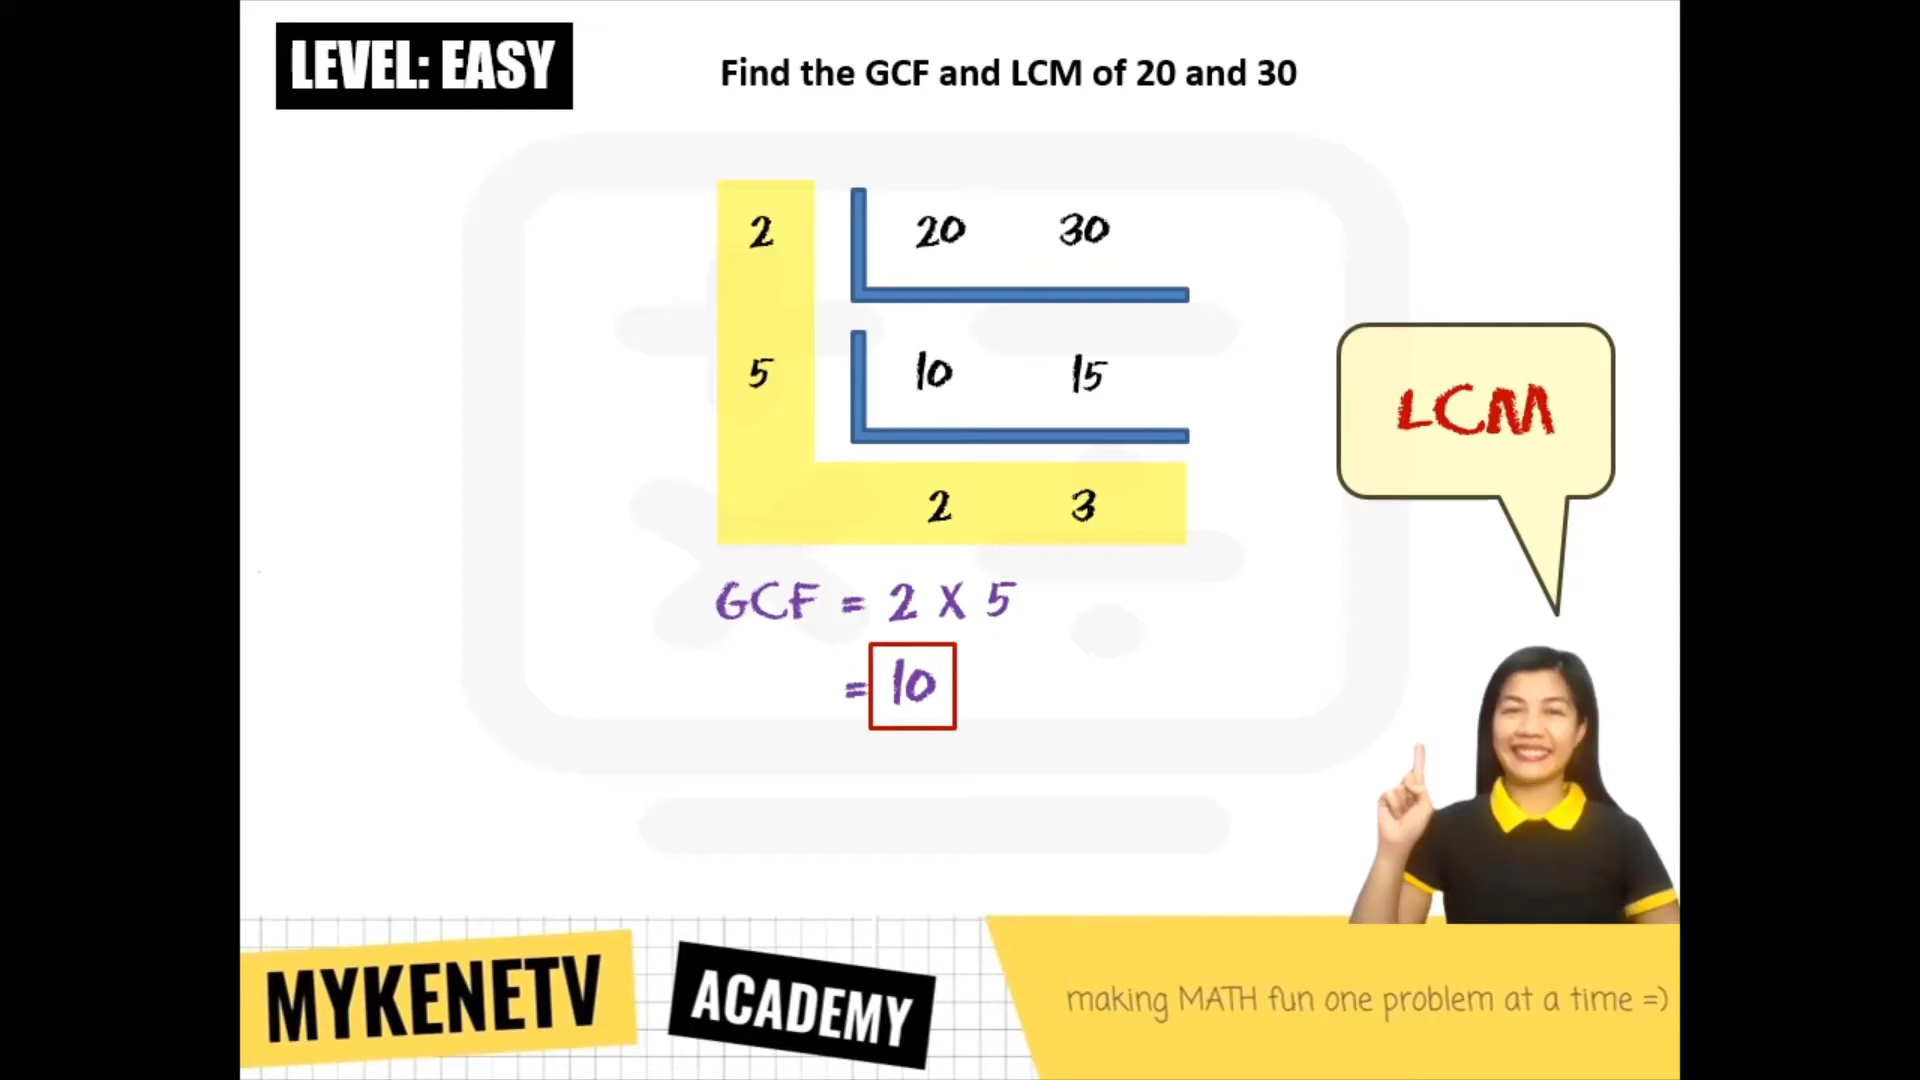 LEVEL: EASY
Find the GCF and LCM of 20 and 30
2 20 30
5 10 15
2 3
LCM
GCF = 2 X 5
= 10
MYKENETV
ACADEMY
making MATH fun one problem at a time =)